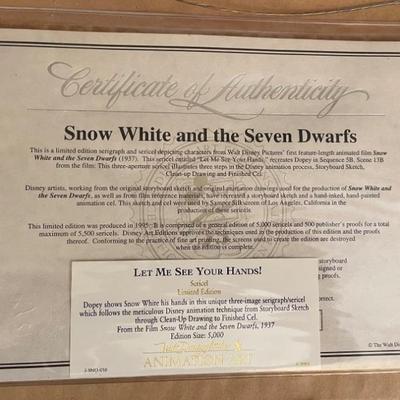 Certificate of Authenticity
Snow White and the Seven Dwarfs
This is a limited edition serigraph and sericel depicting characters from Walt Disney Pictures' first feature-length animated film Snow
White and the Seven Dwarfs (1937). This sericel entitled "Let Me See Your Hands," recreates Dopey in Sequence 5B, Scene 13B
from the film: This three-aperture sericel illustrates three steps in the Disney animation process, Storyboard Sketch,
Clean-up Drawing and Finished Cel.
Disney artists, working from the original storyboard sketch and original animation drawings used for the production of Snow White and
the Seven Dwarfs, as well as from film reference materials, have recreated a storyboard sketch and a hand-inked, hand-painted
animation cel. This sketch and cel were used by Samper Silkscreen of Los Angeles, California in the
production of these sericels.
This limited edition was produced in 1995. It is comprised of a general edition of 5,000 sericels and 500 publisher's proofs for a total
maximum of 5,500 sericels. Disney Art Editions approves the techniques used in the production of this edition and the proofs
thereof. Conforming to the practice of fine art printing, the screens used to create the edition are destroyed
when the edition is complete.
storyboard
signed or
LET ME SEE YOUR HANDS!
Sericel
Limited Edition
Dopey shows Snow White his hands in this unique three-image serigraph/sericel
which follows the meticulous Disney animation technique from Storyboard Sketch
through Clean-Up Drawing to Finished Cel.
From the Film Snow White and the Seven Dwarfs, 1937
Edition Size: 5,000
Walt Disney
ANIMATION ART
© The Walt Di